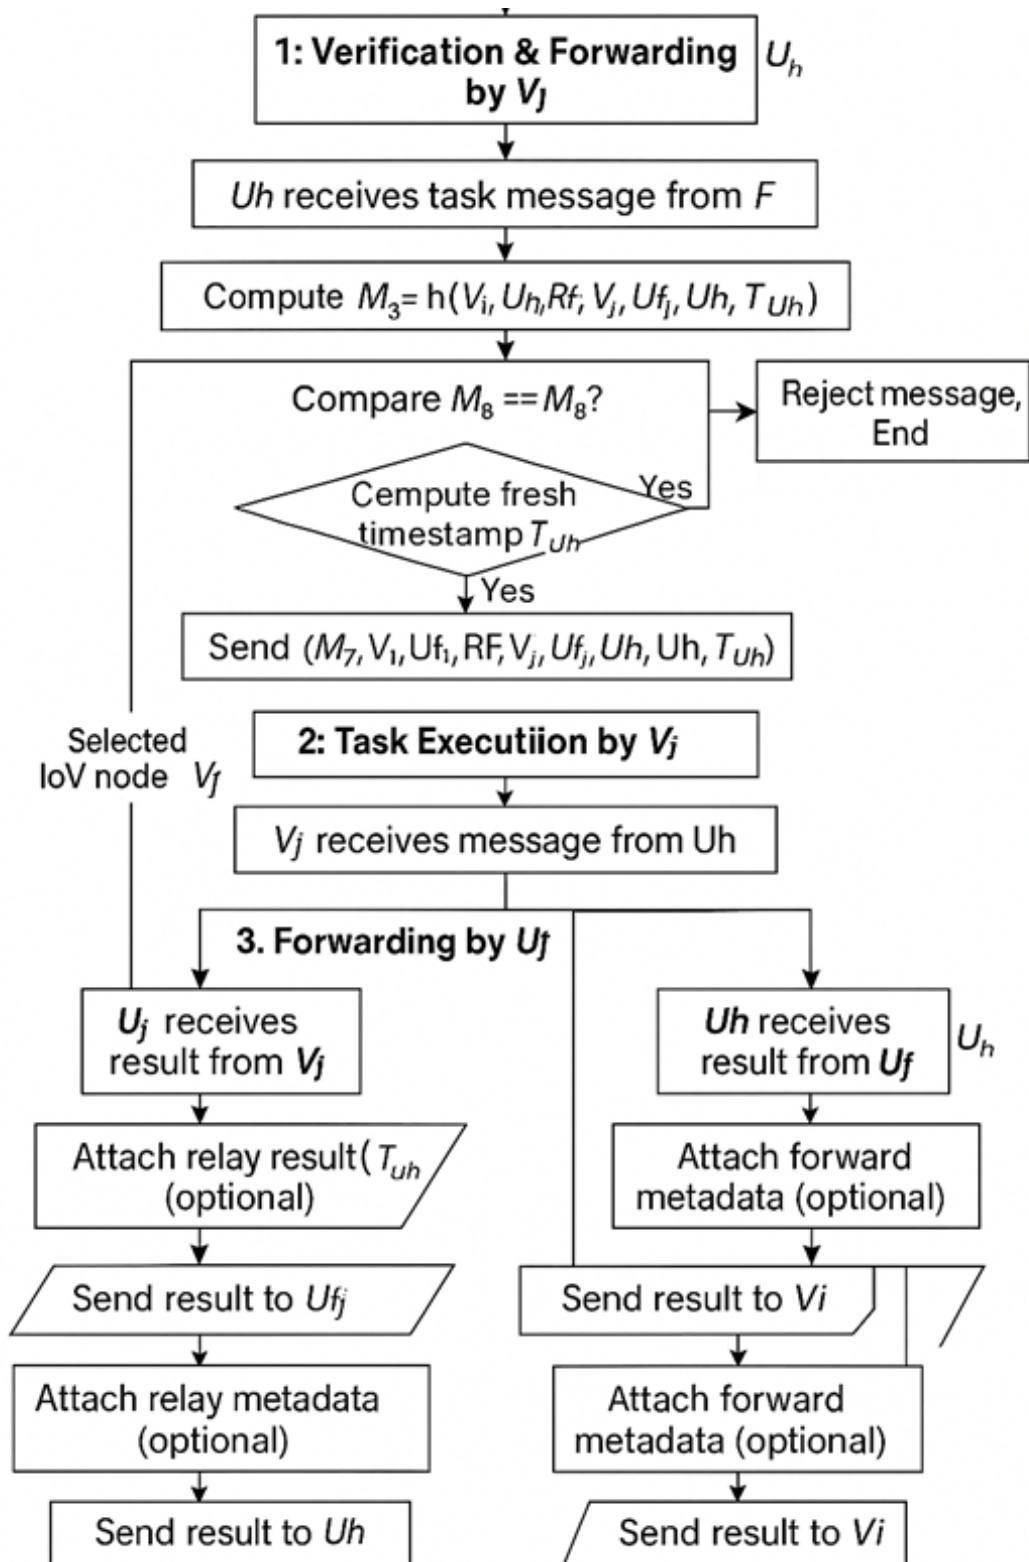 1: Verification & Forwarding
by Vj
Uh
Uh receives task message from F
Compute M3= h(Vi, Uh, Rf, Vj, Ufj, Uh, TUh)
Compare M8 == M8?
Reject message,
End
Yes
Cempute fresh
timestamp TUh
Yes
Send (M7, V1, Uf1, RF, Vj, Ufj, Uh, Uh, TUh)
Selected
IoV node Vf
2: Task Executiion by Vj
Vj receives message from Uh
3. Forwarding by Uf
Uj receives
result from Vj
Uh receives
result from Uf
Uh
Attach relay result(Tuh
(optional)
Attach forward
metadata (optional)
Send result to Ufj
Send result to Vi
Attach relay metadata
(optional)
Attach forward
metadata (optional)
Send result to Uh
Send result to Vi